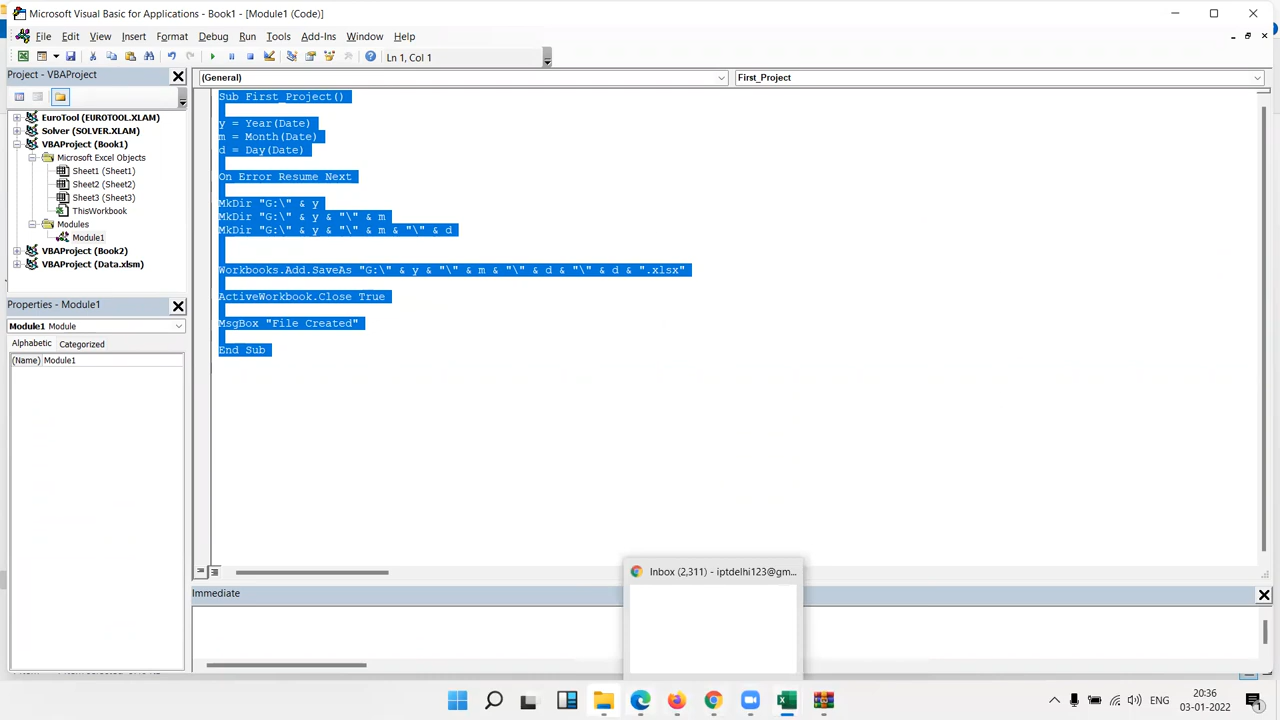 Microsoft Visual Basic for Applications - Book1 - [Module1 (Code)]
File Edit View Insert Format Debug Run Tools Add-Ins Window Help
Ln 1, Col 1
Project - VBAProject
(General)
First_Project
EuroTool (EUROTOOL.XLAM)
Solver (SOLVER.XLAM)
VBAProject (Book1)
Microsoft Excel Objects
Sheet1 (Sheet1)
Sheet2 (Sheet2)
Sheet3 (Sheet3)
ThisWorkbook
Modules
Module1
VBAProject (Book2)
VBAProject (Data.xlsm)
Properties - Module1
Module1 Module
Alphabetic Categorized
(Name) Module1
Sub First_Project()
y = Year(Date)
m = Month(Date)
d = Day(Date)
On Error Resume Next
MkDir "G:\" & y
MkDir "G:\" & y & "\" & m
MkDir "G:\" & y & "\" & m & "\" & d
Workbooks.Add.SaveAs "G:\" & y & "\" & m & "\" & d & "\" & d & ".xlsx"
ActiveWorkbook.Close True
MsgBox "File Created"
End Sub
Immediate
Inbox (2,311) - iptdelhi123@gm...
ENG
20:36
03-01-2022
1